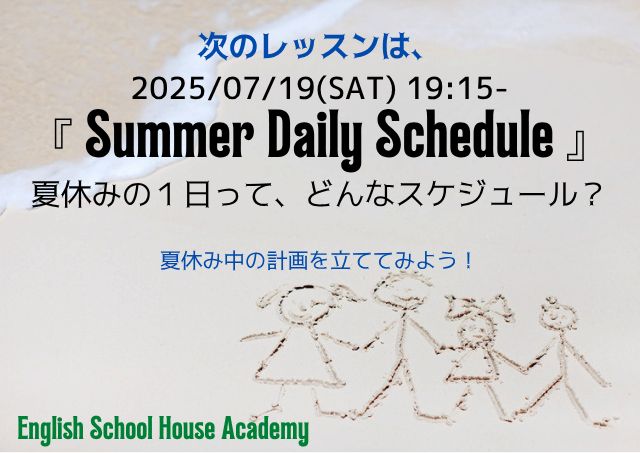 次のレッスンは、
2025/07/19(SAT) 19:15-
『 Summer Daily Schedule 』
夏休みの１日って、どんなスケジュール？
夏休み中の計画を立ててみよう！
English School House Academy